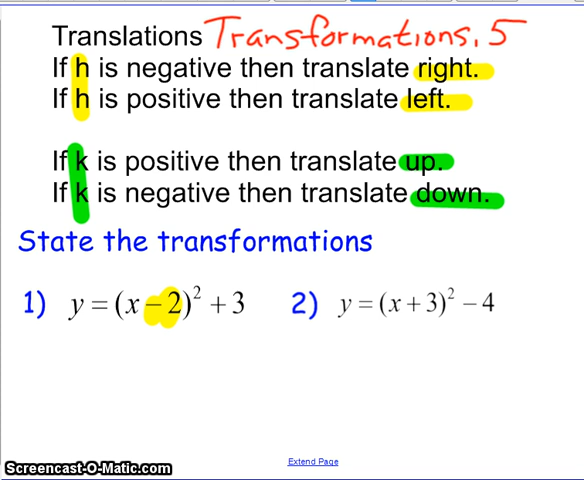 Translations Transformations, 5
If h is negative then translate right.
If h is positive then translate left.
If k is positive then translate up.
If k is negative then translate down.
State the transformations
1) y = (x − 2)² + 3 2) y = (x + 3)² − 4
Extend Page
Screencast-O-Matic.com